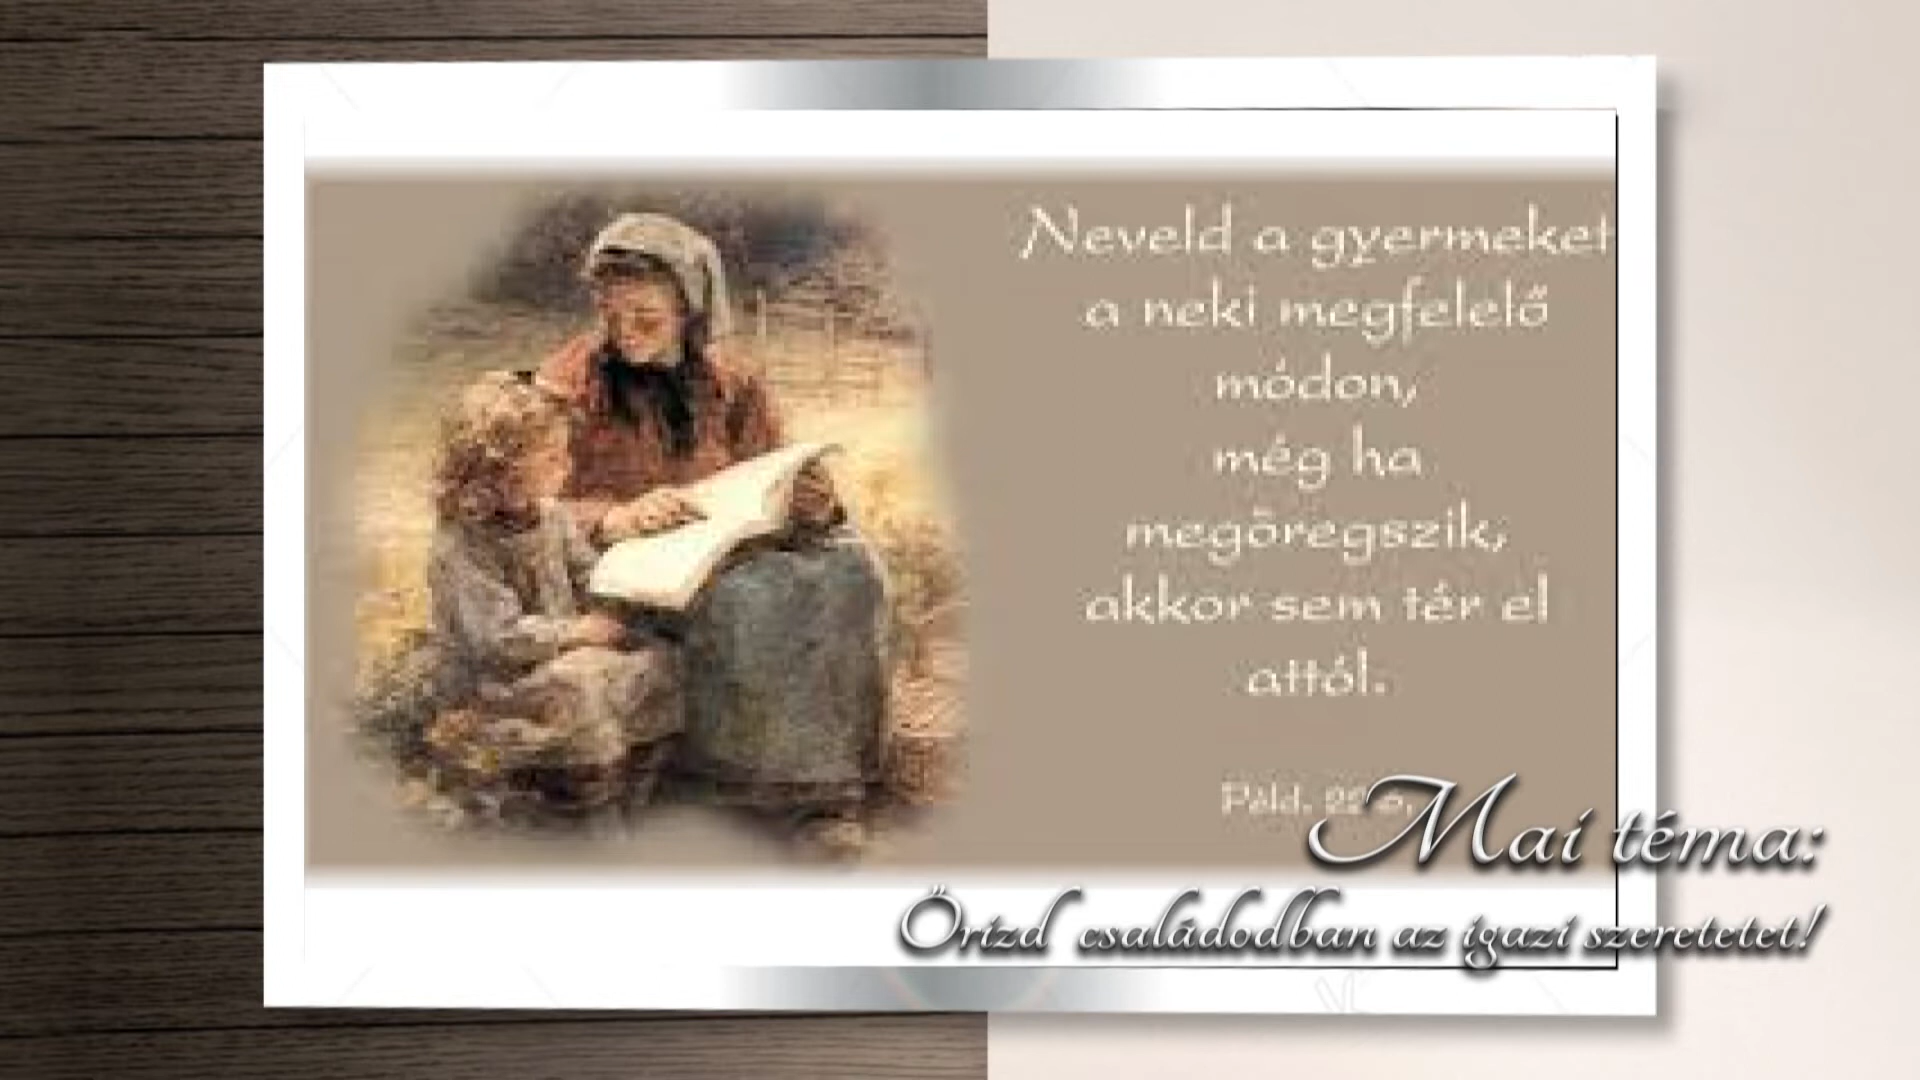 Neveld a gyermeket
a neki megfelelő
módon,
még ha
megöregszik,
akkor sem tér el
attól.
Péld. 22
Mai téma:
Őrizd családodban az igazi szeretetet!